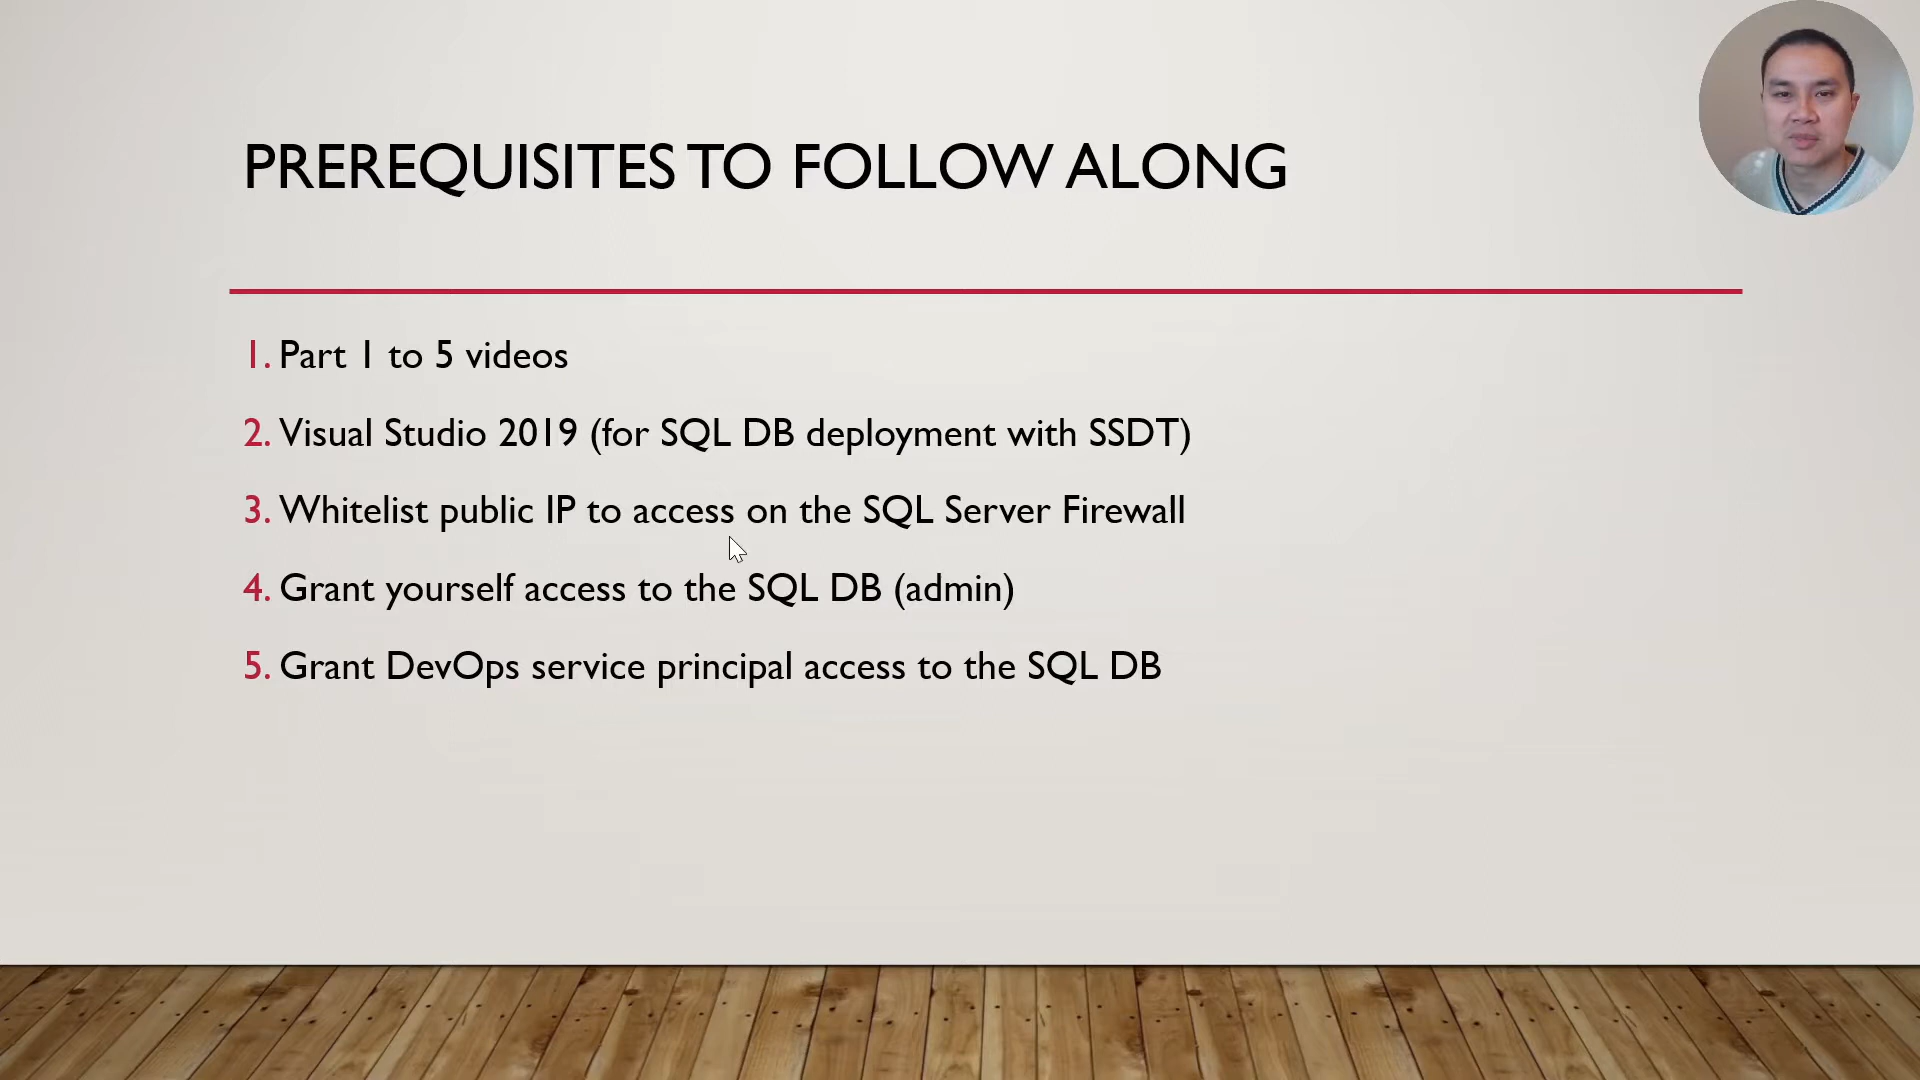 PREREQUISITES TO FOLLOW ALONG
1. Part 1 to 5 videos
2. Visual Studio 2019 (for SQL DB deployment with SSDT)
3. Whitelist public IP to access on the SQL Server Firewall
4. Grant yourself access to the SQL DB (admin)
5. Grant DevOps service principal access to the SQL DB